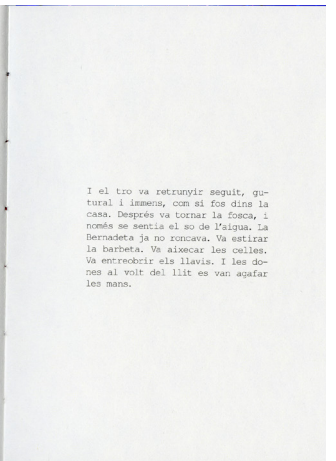 I el tro va retrunyir seguit, gu-
tural i immens, com si fos dins la
casa. Després va tornar la fosca, i
només se sentia el so de l'aigua. La
Bernadeta ja no roncava. Va estirar
la barbeta. Va aixecar les celles.
Va entreobrir els llavis. I les do-
nes al volt del llit es van agafar
les mans.